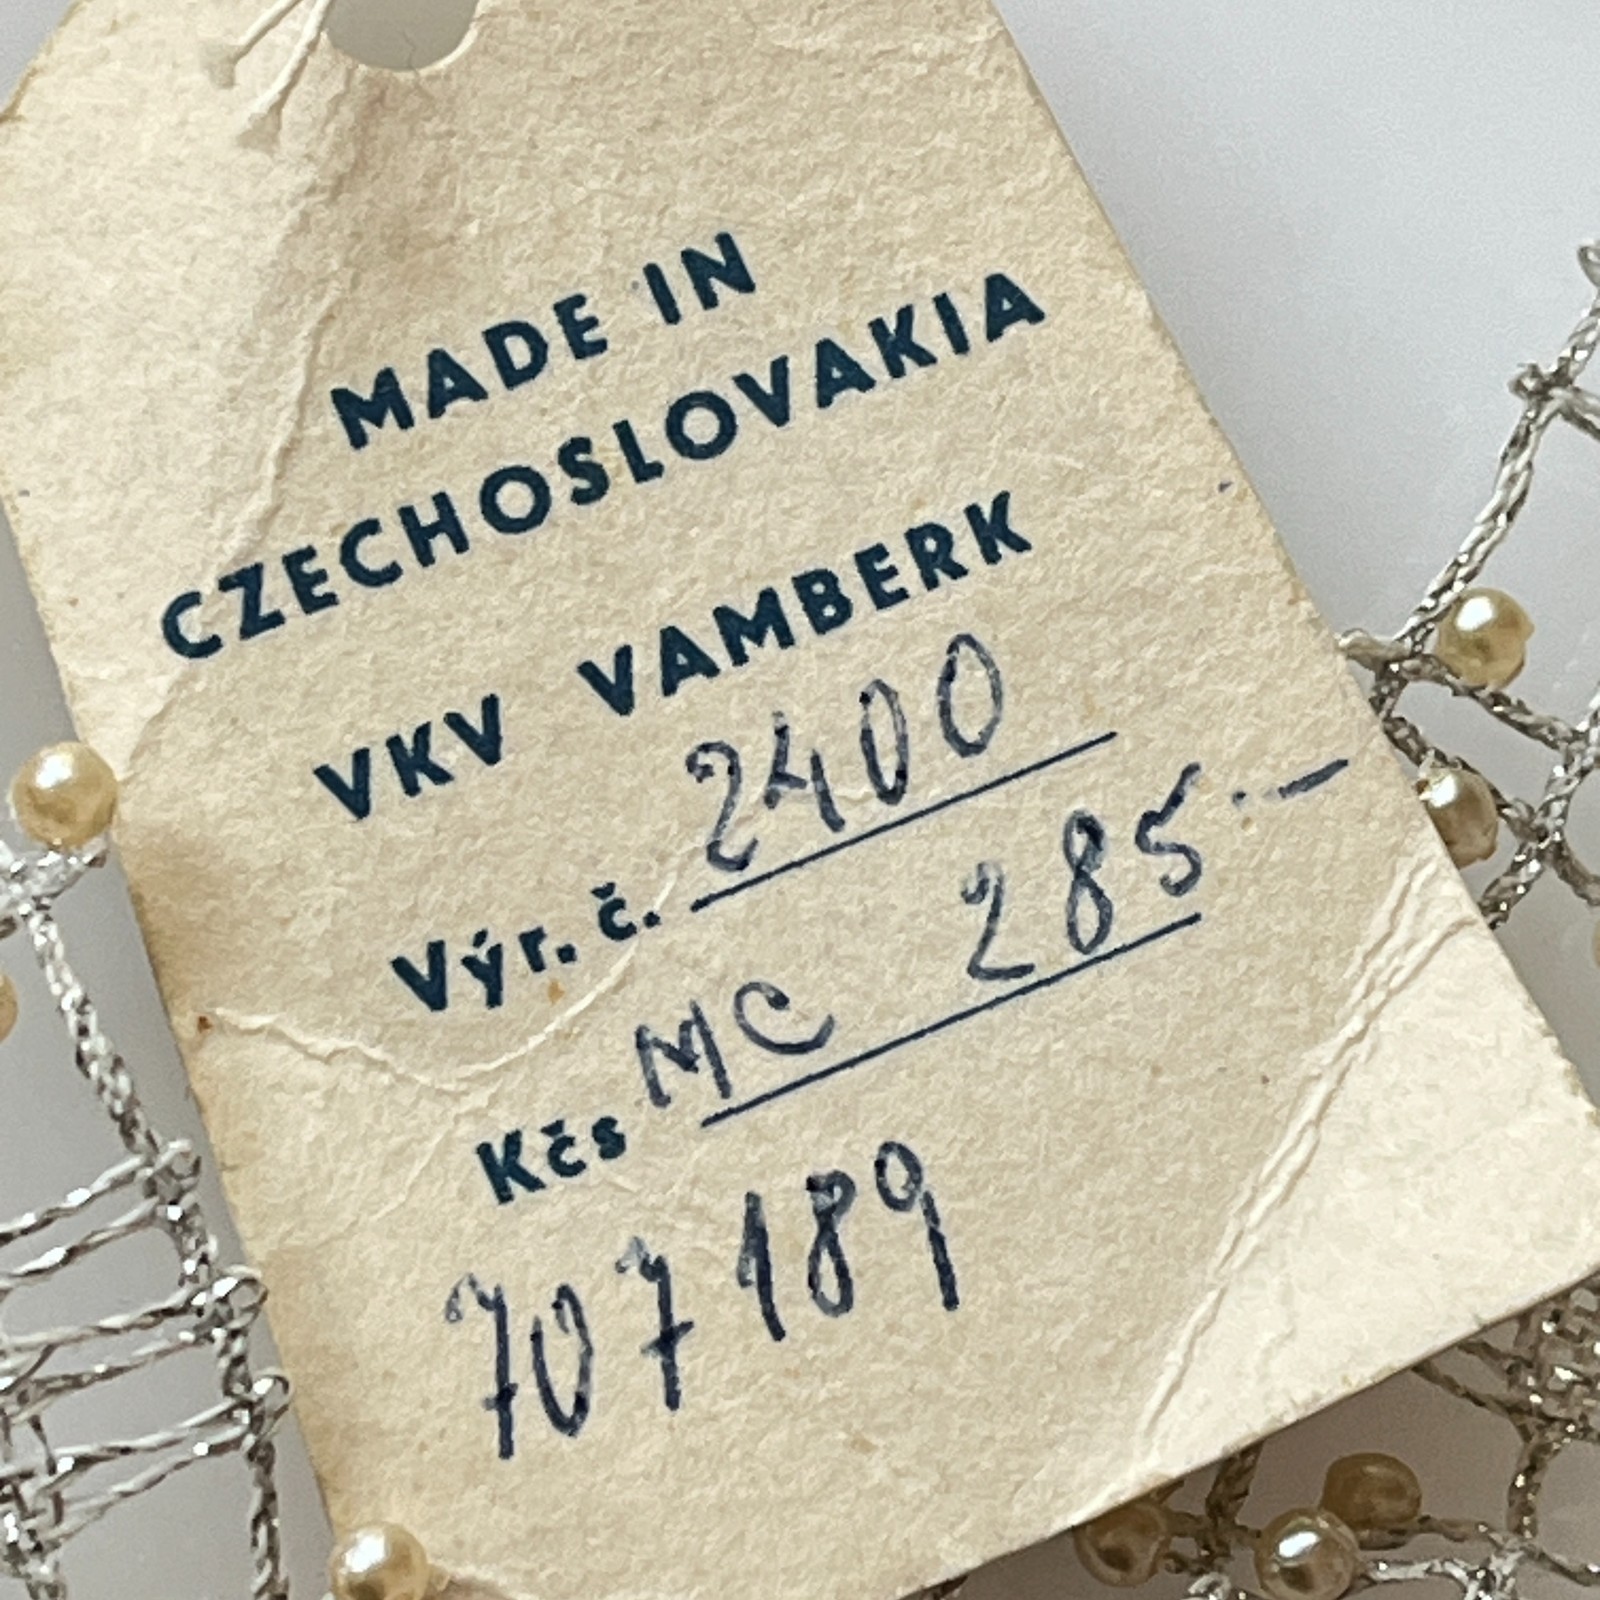 MADE IN
CZECHOSLOVAKIA
VKV VAMBERK
Výr. č. 2400
Kčs MC 285.-
707189